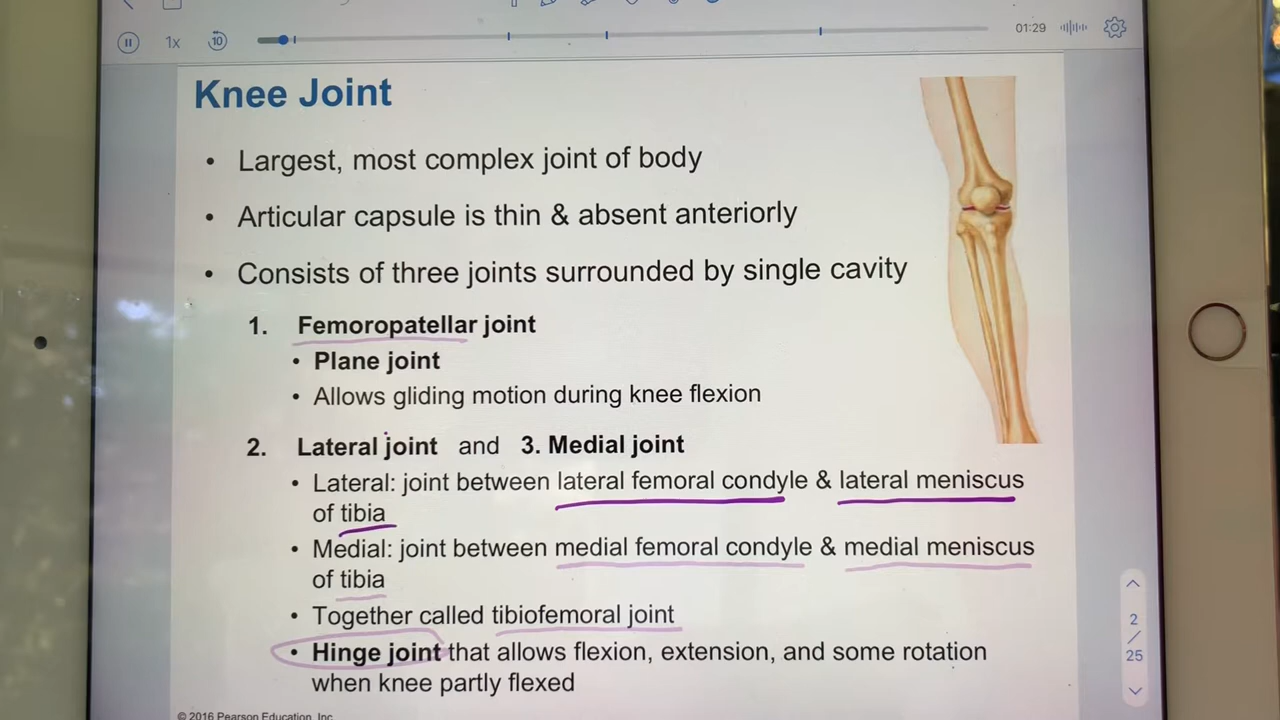 1x
10
01:29
Knee Joint
• Largest, most complex joint of body
• Articular capsule is thin & absent anteriorly
• Consists of three joints surrounded by single cavity
1. Femoropatellar joint
• Plane joint
• Allows gliding motion during knee flexion
2. Lateral joint and 3. Medial joint
• Lateral: joint between lateral femoral condyle & lateral meniscus
of tibia
• Medial: joint between medial femoral condyle & medial meniscus
of tibia
• Together called tibiofemoral joint
• Hinge joint that allows flexion, extension, and some rotation
when knee partly flexed
2
/
25
© 2016 Pearson Education, Inc.